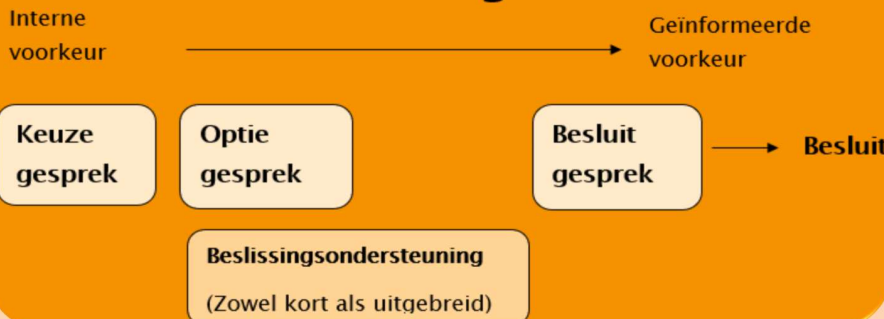 Interne
voorkeur
Geïnformeerde
voorkeur
Keuze
gesprek
Optie
gesprek
Besluit
gesprek
Besluit
Beslissingsondersteuning
(Zowel kort als uitgebreid)